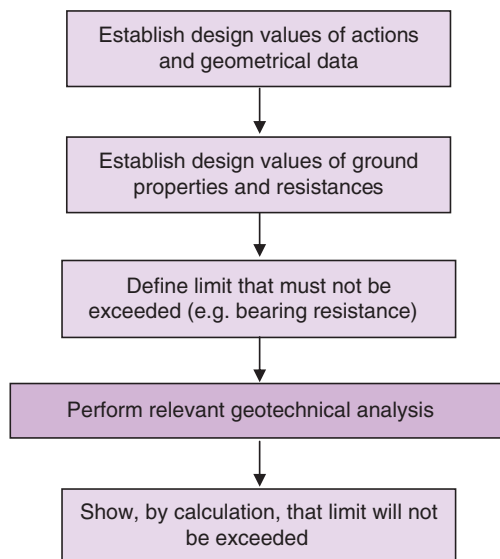 Establish design values of actions
and geometrical data
Establish design values of ground
properties and resistances
Define limit that must not be
exceeded (e.g. bearing resistance)
Perform relevant geotechnical analysis
Show, by calculation, that limit will not
be exceeded